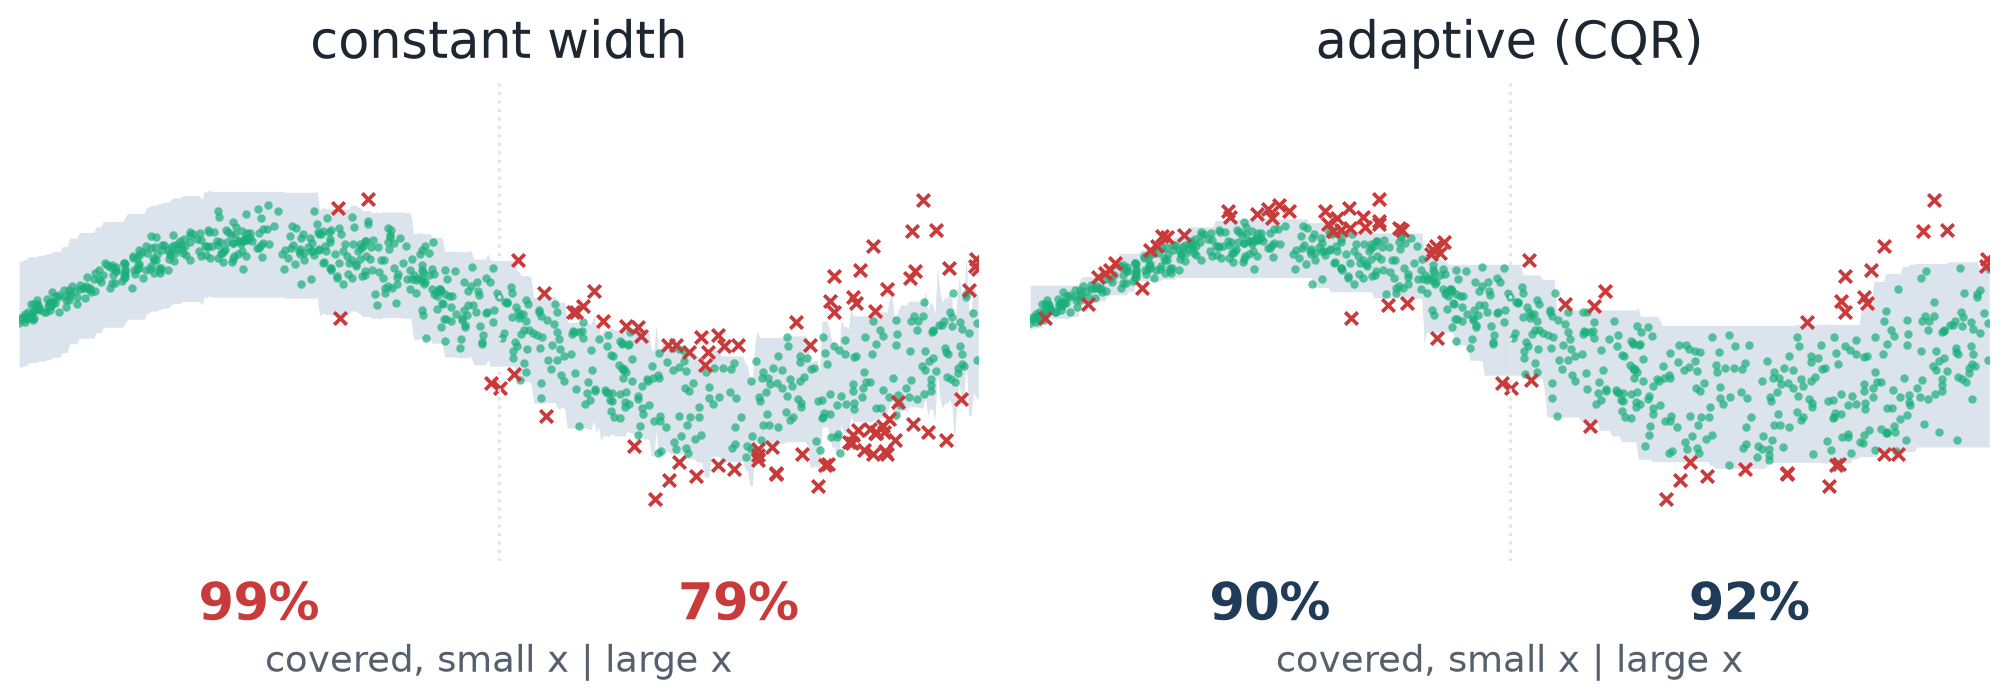 constant width
99% 79%
covered, small x | large x
adaptive (CQR)
90% 92%
covered, small x | large x